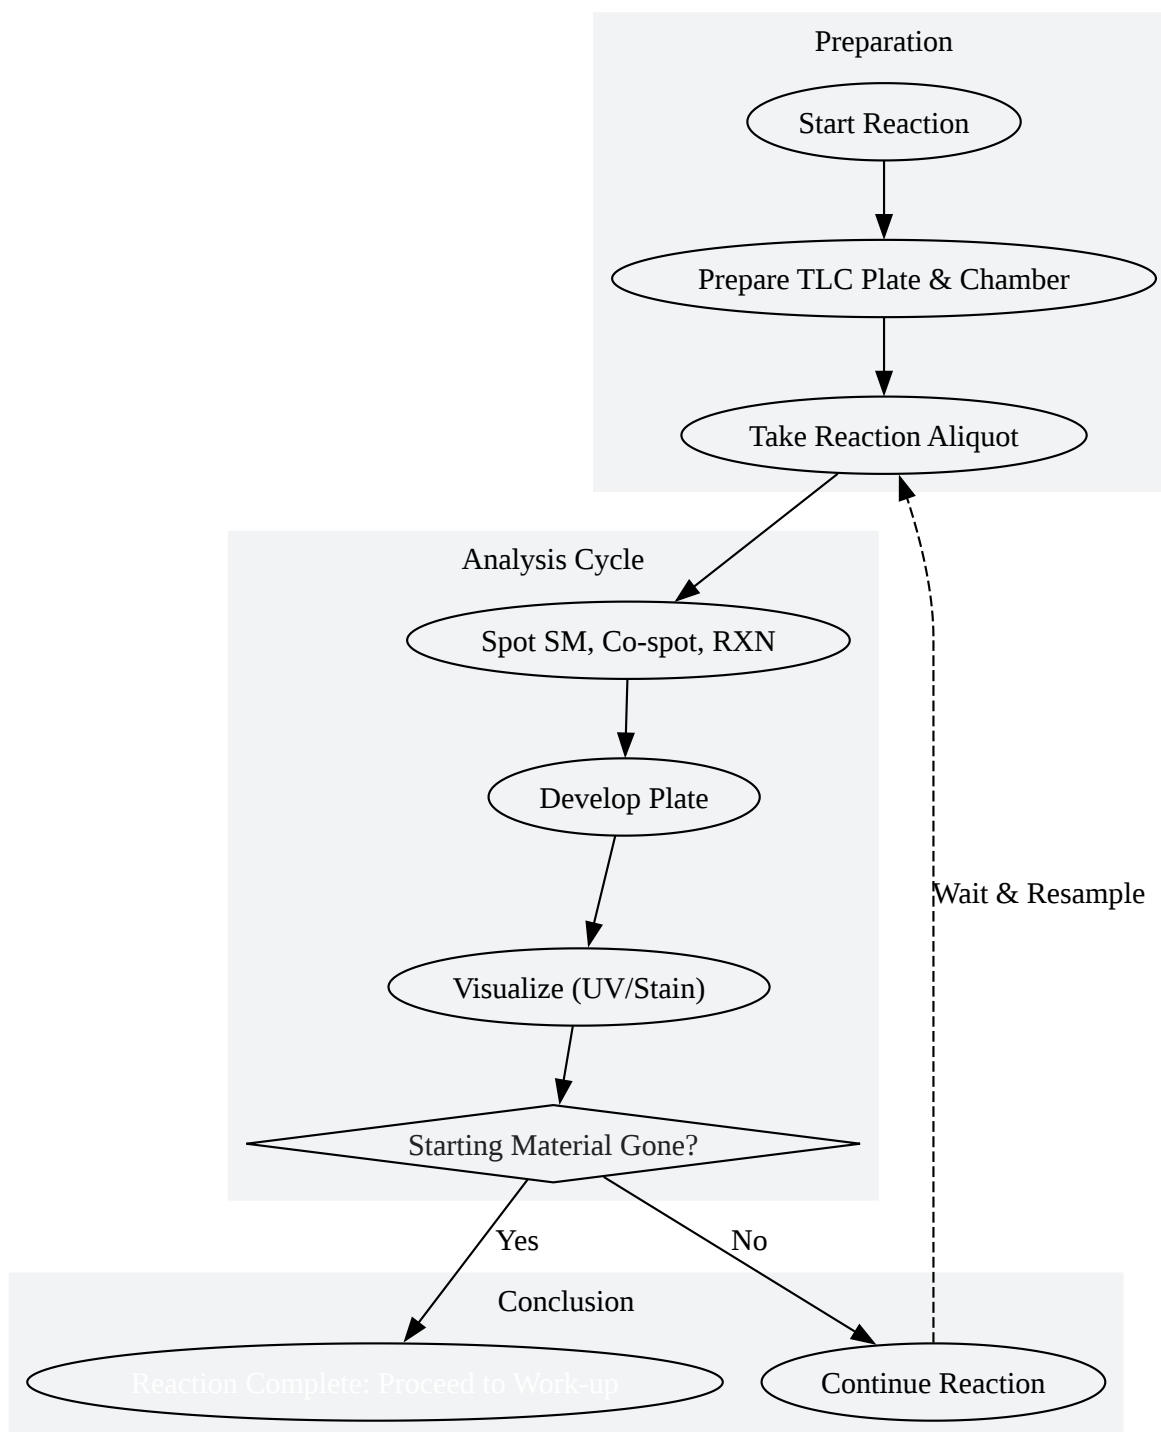 Preparation
Start Reaction
Prepare TLC Plate & Chamber
Take Reaction Aliquot
Analysis Cycle
Spot SM, Co-spot, RXN
Develop Plate
Wait & Resample
Visualize (UV/Stain)
Starting Material Gone?
Yes
No
Conclusion
Reaction Complete: Proceed to Work-up
Continue Reaction